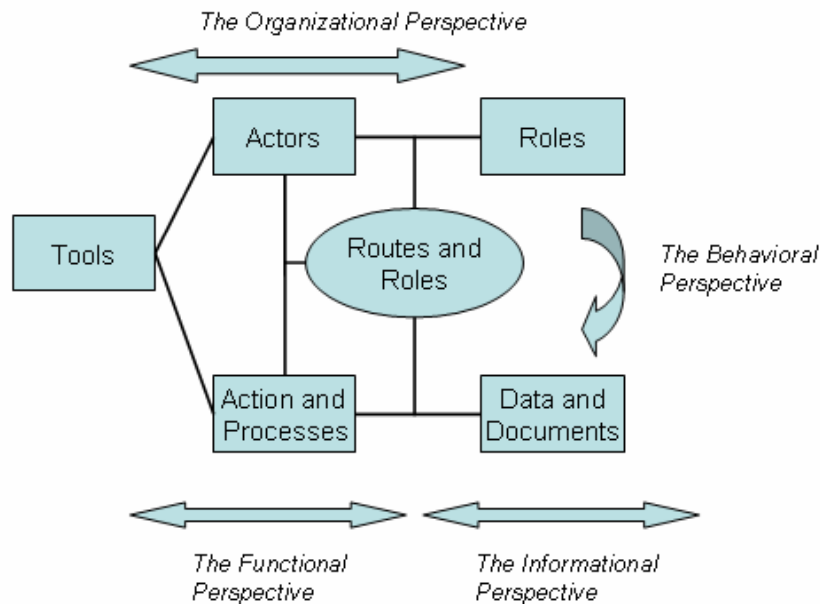 The Organizational Perspective
Actors
Roles
Tools
Routes and
Roles
The Behavioral
Perspective
Action and
Processes
Data and
Documents
The Functional
Perspective
The Informational
Perspective